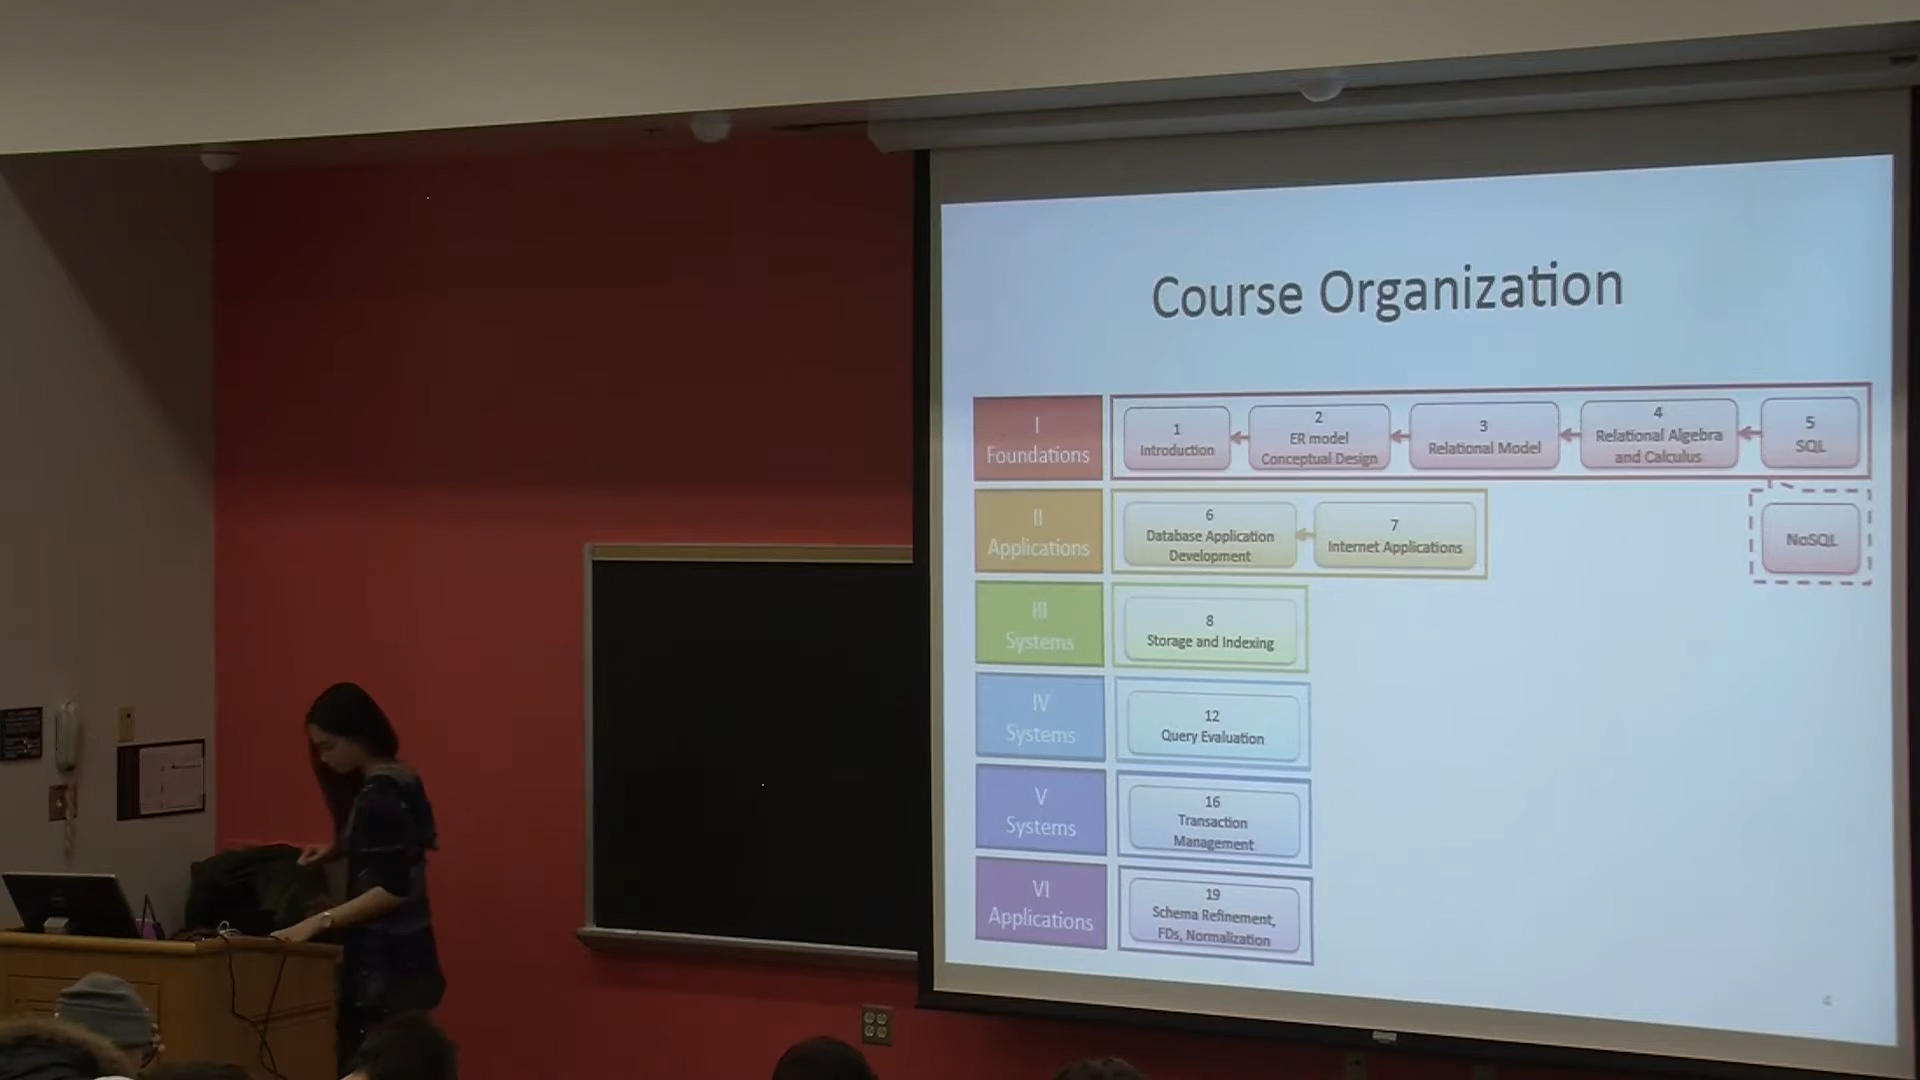 Course Organization
I
Foundations
1
Introduction
2
ER model
Conceptual Design
3
Relational Model
4
Relational Algebra
and Calculus
5
SQL
II
Applications
6
Database Application
Development
7
Internet Applications
NoSQL
III
Systems
8
Storage and Indexing
IV
Systems
12
Query Evaluation
V
Systems
16
Transaction
Management
VI
Applications
19
Schema Refinement,
FDs, Normalization
4